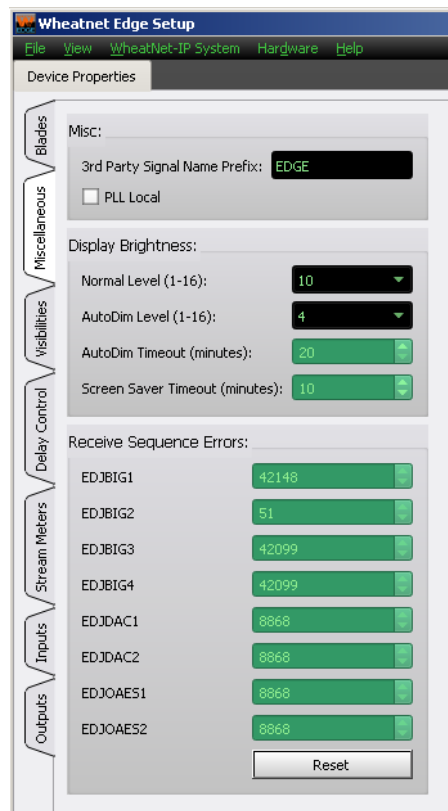 Wheatnet Edge Setup
File View WheatNet-IP System Hardware Help
Device Properties
Blades
Miscellaneous
Visibilities
Delay Control
Stream Meters
Inputs
Outputs
Misc:
3rd Party Signal Name Prefix: EDGE
PLL Local
Display Brightness:
Normal Level (1-16): 10
AutoDim Level (1-16): 4
AutoDim Timeout (minutes): 20
Screen Saver Timeout (minutes): 10
Receive Sequence Errors:
EDJBIG1 42148
EDJBIG2 51
EDJBIG3 42099
EDJBIG4 42099
EDJDAC1 8868
EDJDAC2 8868
EDJOAES1 8868
EDJOAES2 8868
Reset